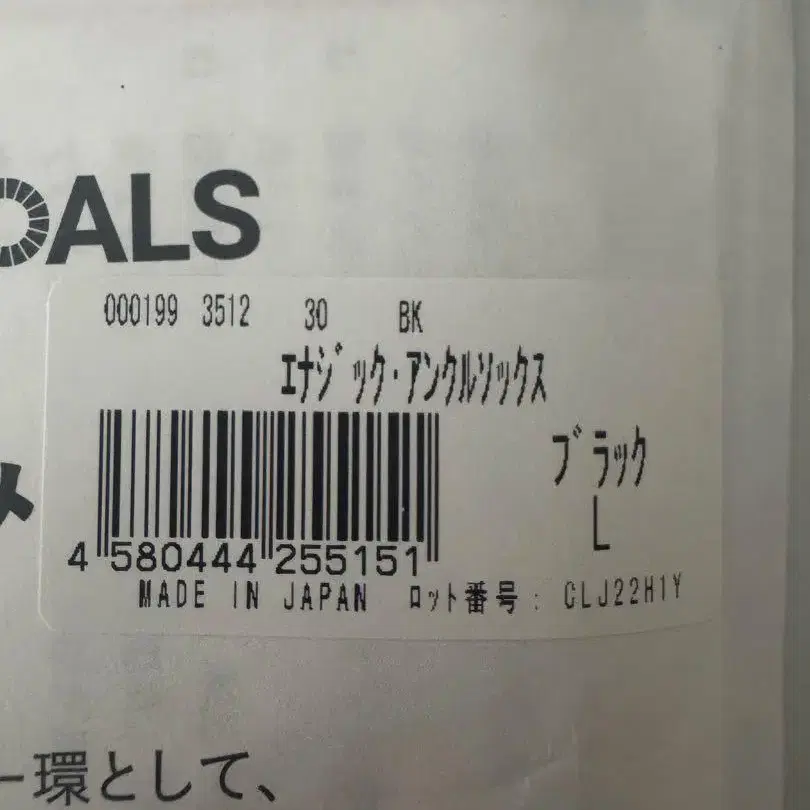 OALS
000199 3512 30 BK
エナジック・アンクルソックス
ブラック
L
4 580444 255151
MADE IN JAPAN ロット番号: CLJ22H1Y
み
一環として、